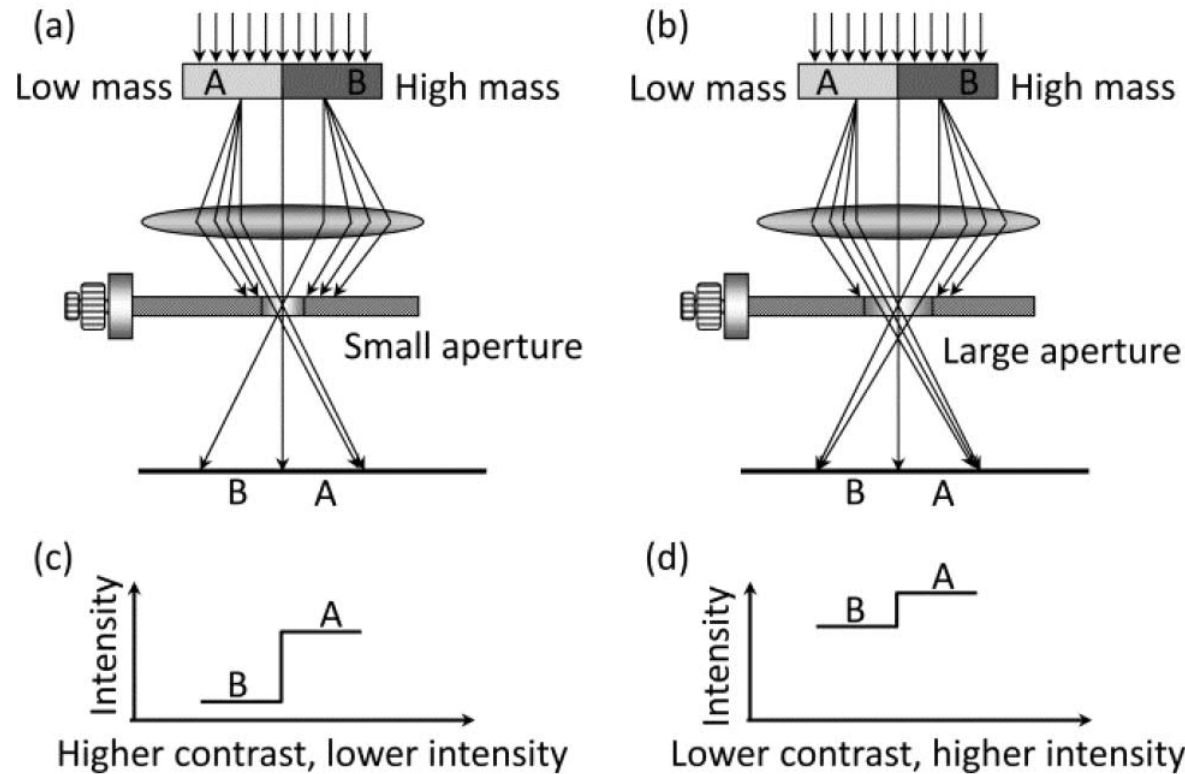 (a)
Low mass
A
B
High mass
Small aperture
B
A
(b)
Low mass
A
B
High mass
Large aperture
B
A
(c)
Intensity
B
A
Higher contrast, lower intensity
(d)
Intensity
B
A
Lower contrast, higher intensity